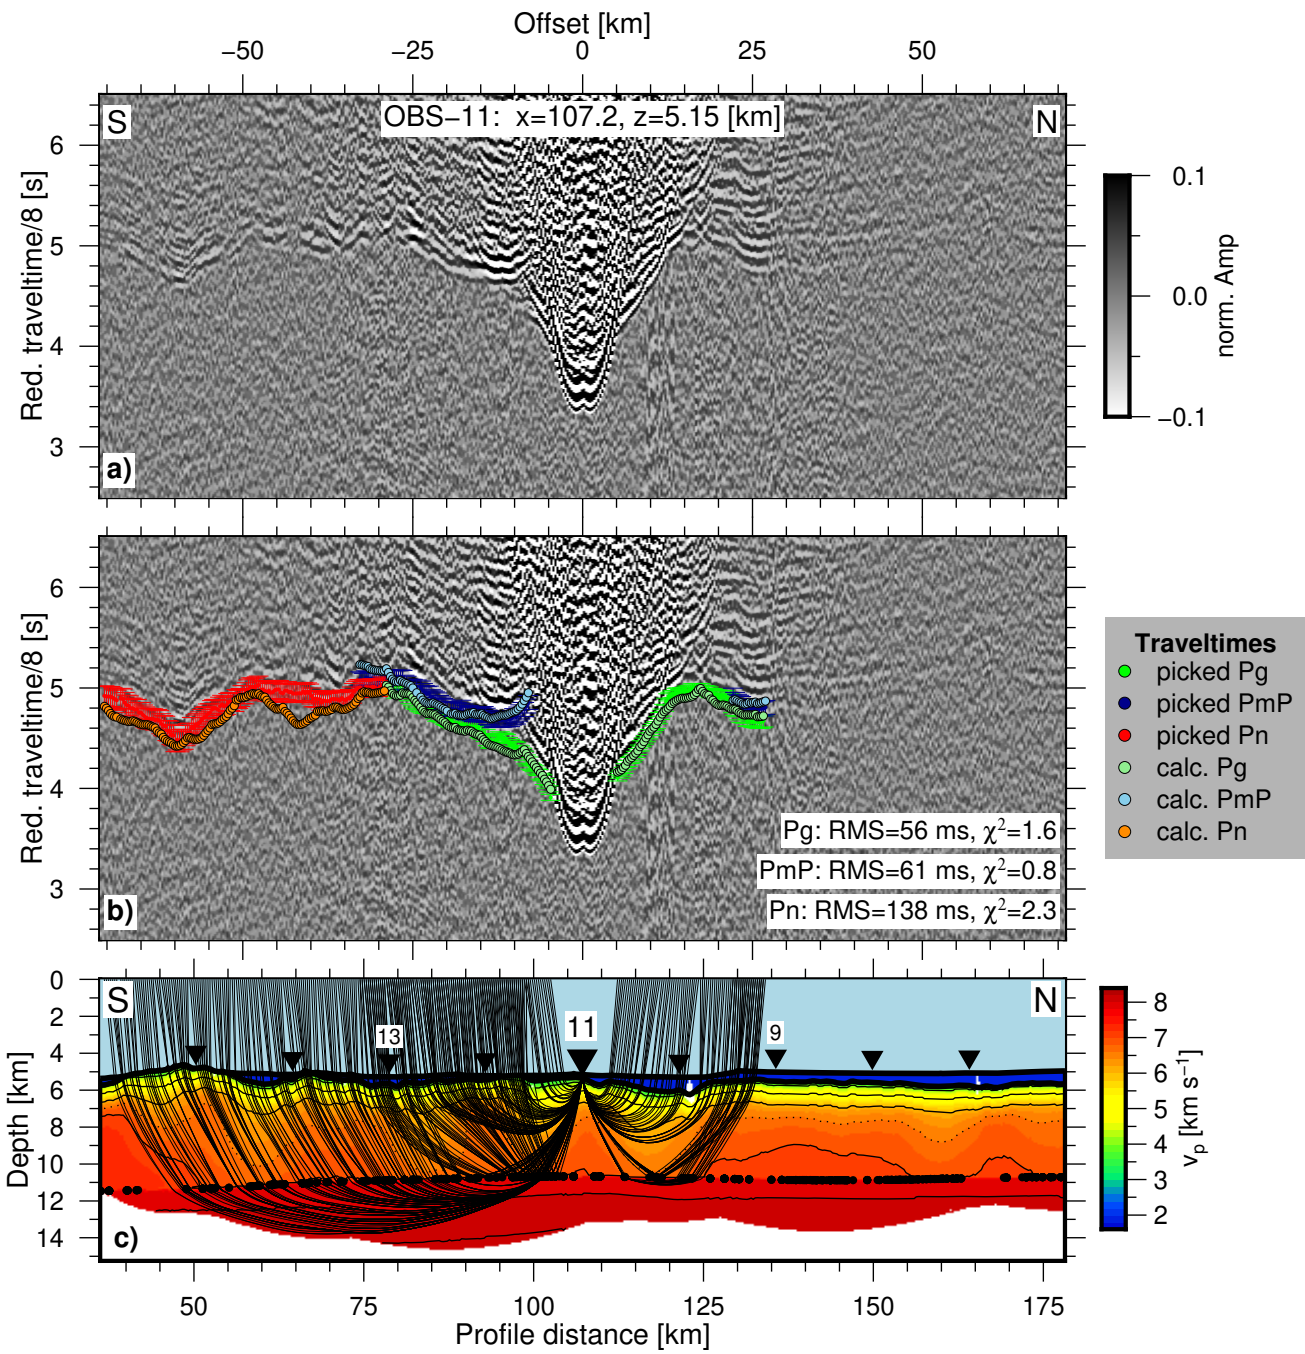 Offset [km]
−50 −25 0 25 50
S OBS−11: x=107.2, z=5.15 [km] N
6
5
4
3
Red. traveltime/8 [s]
a)
0.1
0.0
−0.1
norm. Amp
6
5
4
3
Red. traveltime/8 [s]
b)
Pg: RMS=56 ms, χ²=1.6
PmP: RMS=61 ms, χ²=0.8
Pn: RMS=138 ms, χ²=2.3
Traveltimes
picked Pg
picked PmP
picked Pn
calc. Pg
calc. PmP
calc. Pn
0
2
4
6
8
10
12
14
Depth [km]
S N
13 11 9
c)
8
7
6
5
4
3
2
vₚ [km s⁻¹]
50 75 100 125 150 175
Profile distance [km]